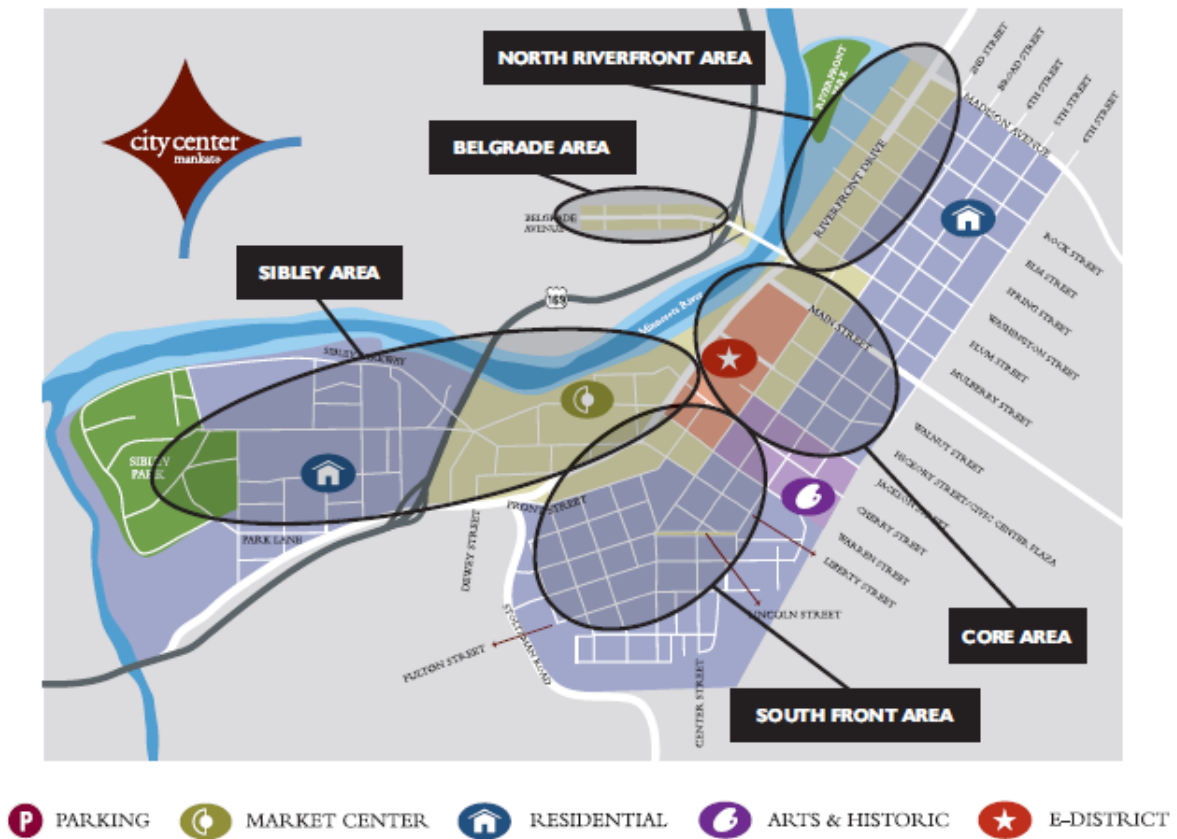 NORTH RIVERFRONT AREA
RIVERFRONT
PARK
2ND STREET
BROAD STREET
4TH STREET
5TH STREET
6TH STREET
MADISON AVENUE
city center
mankato
BELGRADE AREA
BELGRADE
AVENUE
RIVERFRONT DRIVE
SIBLEY AREA
169
Minnesota River
MAIN STREET
ROCK STREET
ELM STREET
SPRING STREET
WASHINGTON STREET
PLUM STREET
MULBERRY STREET
WALNUT STREET
HICKORY STREET/CIVIC CENTER PLAZA
JACKSON STREET
CHERRY STREET
WARREN STREET
LIBERTY STREET
LINCOLN STREET
SIBLEY PARKWAY
SIBLEY
PARK
PARK LANE
FRONT STREET
DEWEY STREET
STOLTZMAN ROAD
FULTON STREET
CENTER STREET
CORE AREA
SOUTH FRONT AREA
P PARKING
MARKET CENTER
RESIDENTIAL
ARTS & HISTORIC
E-DISTRICT